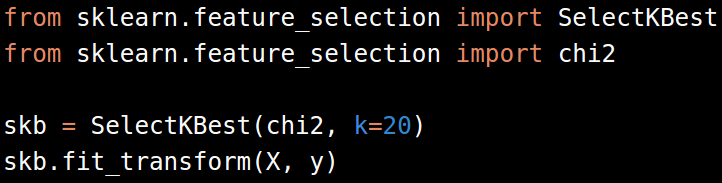 from sklearn.feature_selection import SelectKBest
from sklearn.feature_selection import chi2
skb = SelectKBest(chi2, k=20)
skb.fit_transform(X, y)